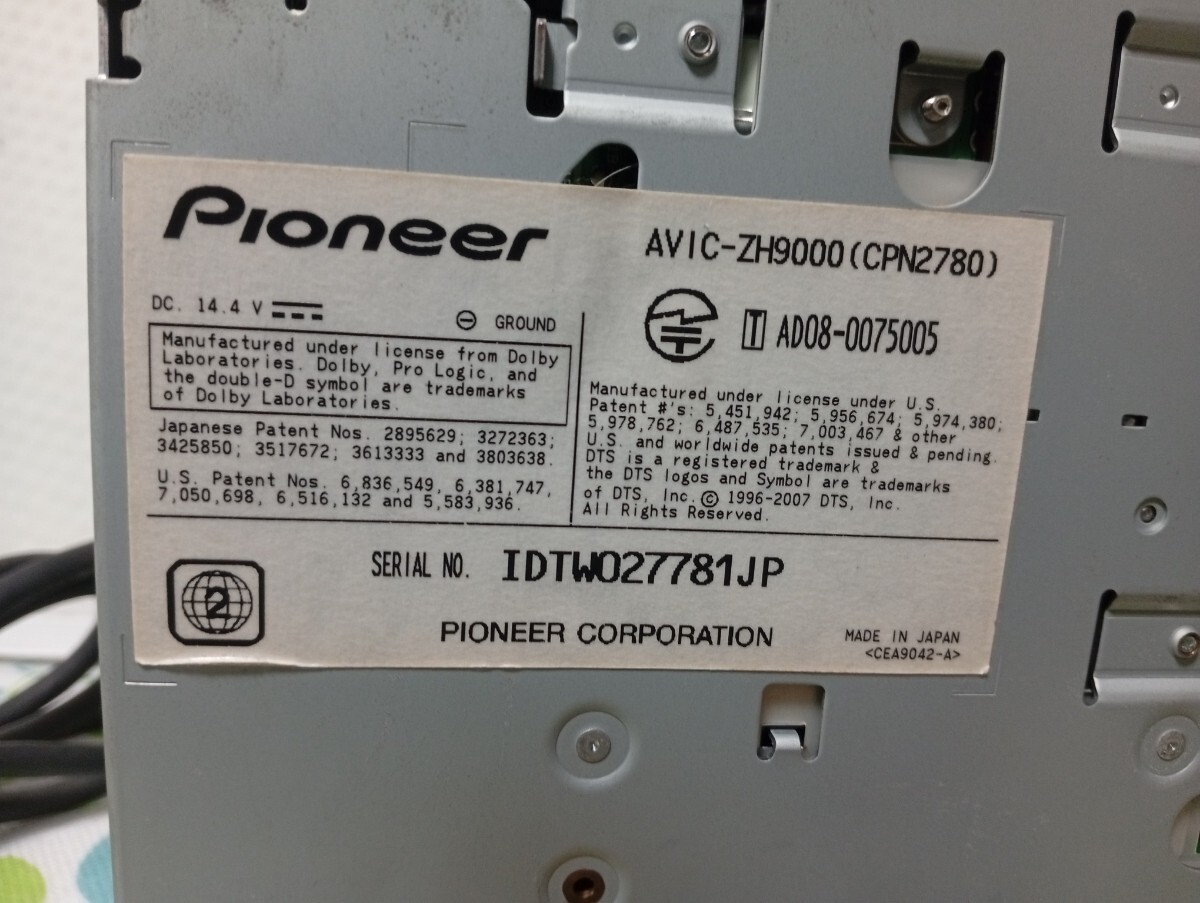 Pioneer
AVIC-ZH9000(CPN2780)
DC. 14.4 V
⊖ GROUND
T AD08-0075005
Manufactured under license from Dolby
Laboratories. Dolby, Pro Logic, and
the double-D symbol are trademarks
of Dolby Laboratories.
Japanese Patent Nos. 2895629; 3272363;
3425850; 3517672; 3613333 and 3803638.
U.S. Patent Nos. 6,836,549, 6,381,747,
7,050,698, 6,516,132 and 5,583,936.
Manufactured under license under U.S.
Patent #'s: 5,451,942; 5,956,674; 5,974,380;
5,978,762; 6,487,535; 7,003,467 & other
U.S. and worldwide patents issued & pending.
DTS is a registered trademark &
the DTS logos and Symbol are trademarks
of DTS, Inc. © 1996-2007 DTS, Inc.
All Rights Reserved.
SERIAL NO. IDTW027781JP
2
PIONEER CORPORATION
MADE IN JAPAN
<CEA9042-A>